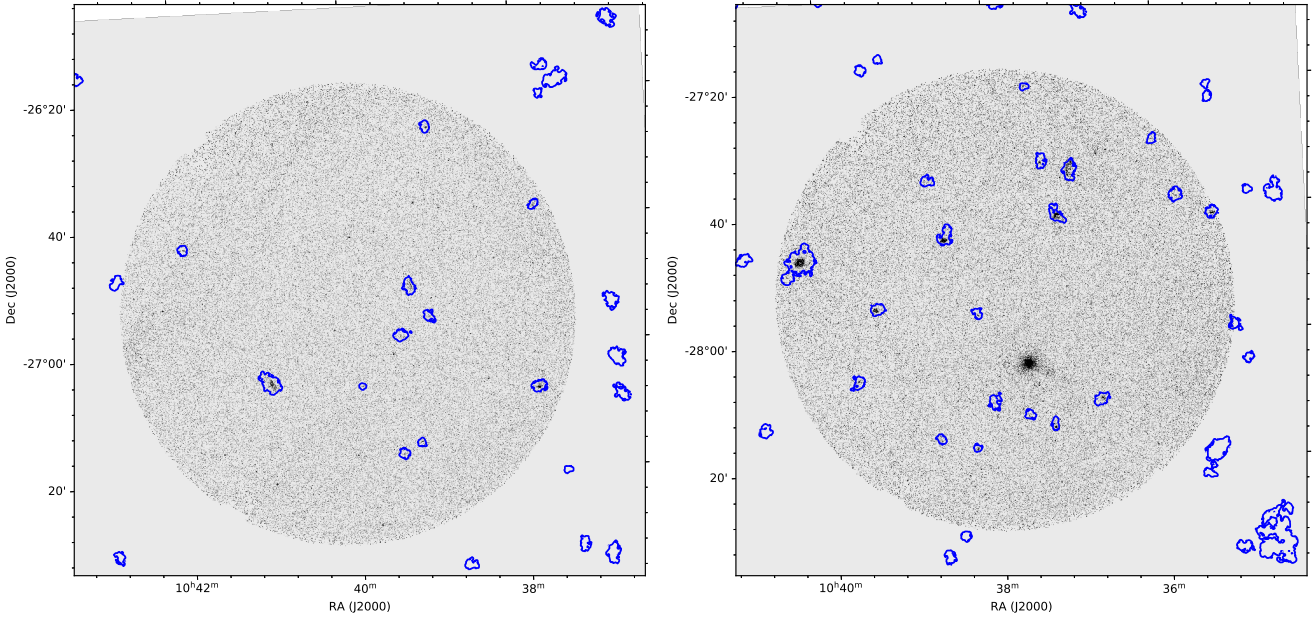 -26°20'
40'
-27°00'
20'
Dec (J2000)
10ʰ42ᵐ
40ᵐ
38ᵐ
RA (J2000)
-27°20'
40'
-28°00'
20'
Dec (J2000)
10ʰ40ᵐ
38ᵐ
36ᵐ
RA (J2000)